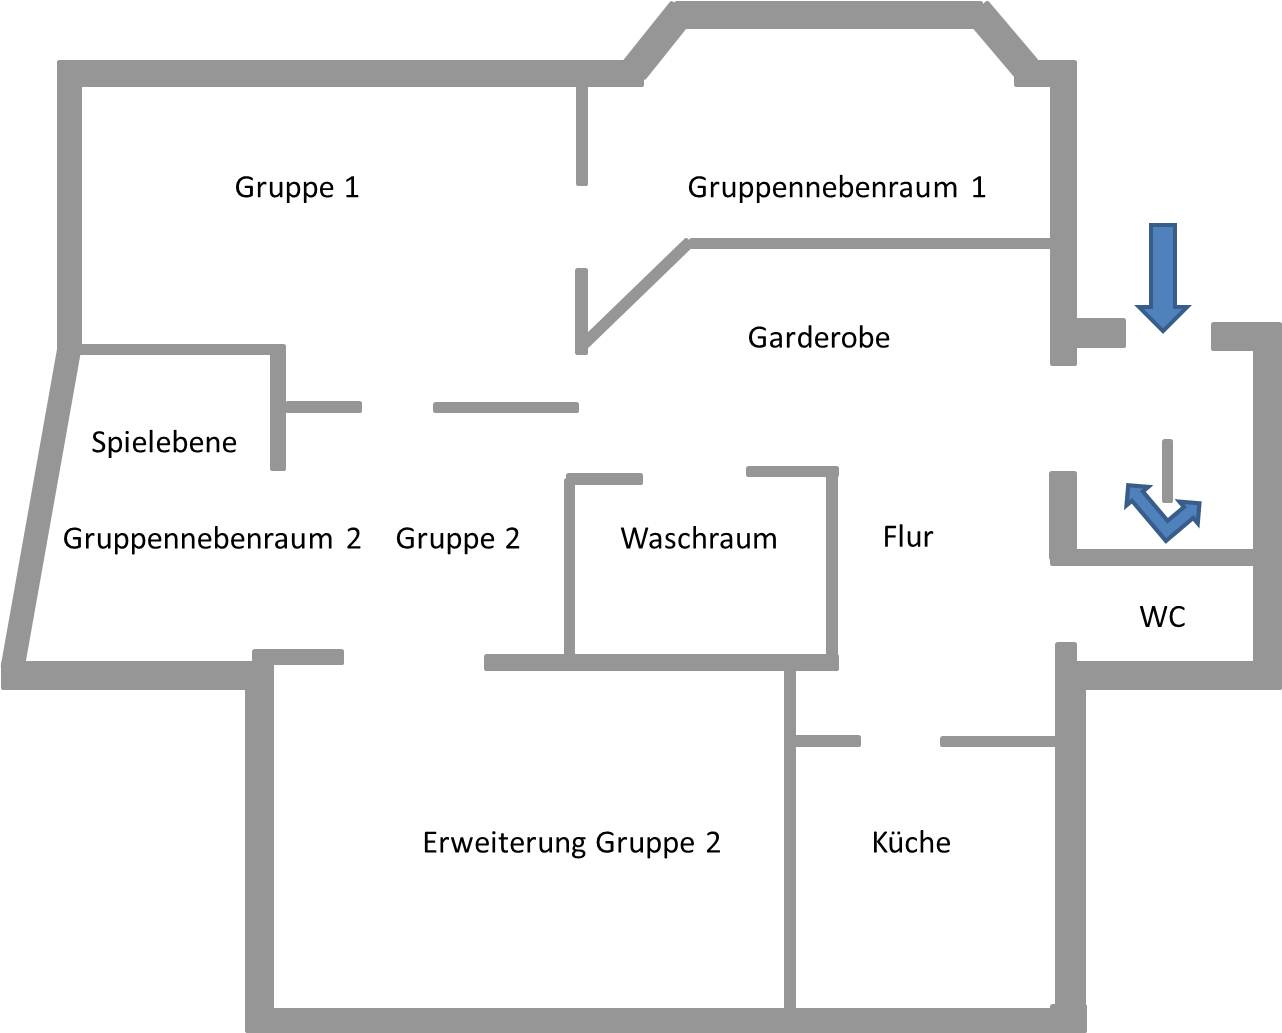 Gruppe 1
Gruppennebenraum 1
Garderobe
Spielebene
Gruppennebenraum 2
Gruppe 2
Waschraum
Flur
WC
Erweiterung Gruppe 2
Küche